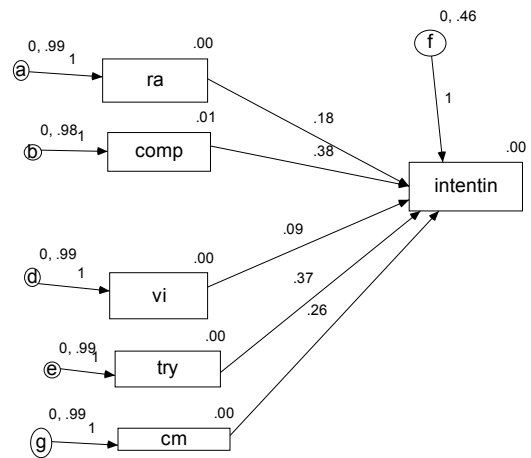 0, .46
0, .99
.00
f
a
1
ra
1
.18
0, .98
1
.01
.38
b
comp
.00
intentin
0, .99
.00
.09
d
1
vi
.37
0, .99
1
.00
.26
e
try
0, .99
.00
g
1
cm